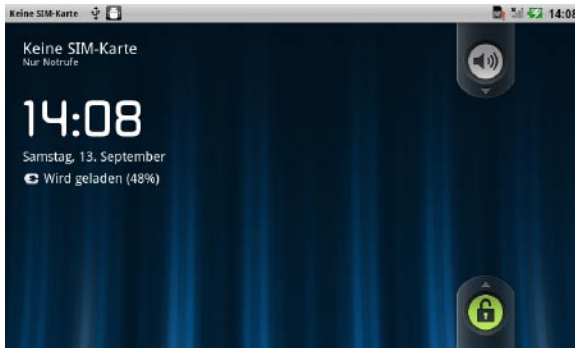 Keine SIM-Karte 14:08
Keine SIM-Karte
Nur Notrufe
14:08
Samstag, 13. September
Wird geladen (48%)